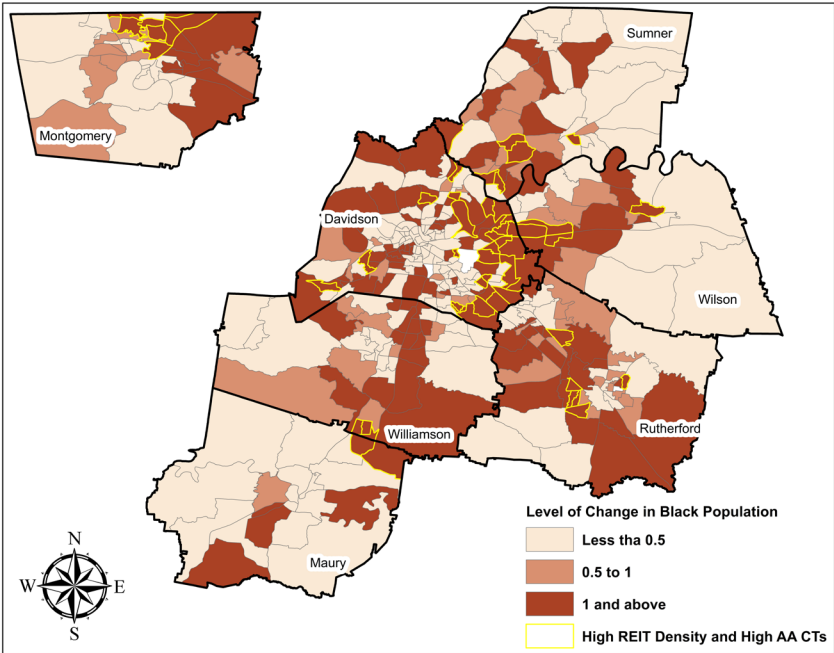 Sumner
Montgomery
Davidson
Wilson
Williamson
Rutherford
Maury
Level of Change in Black Population
Less tha 0.5
0.5 to 1
1 and above
High REIT Density and High AA CTs
N
W
E
S